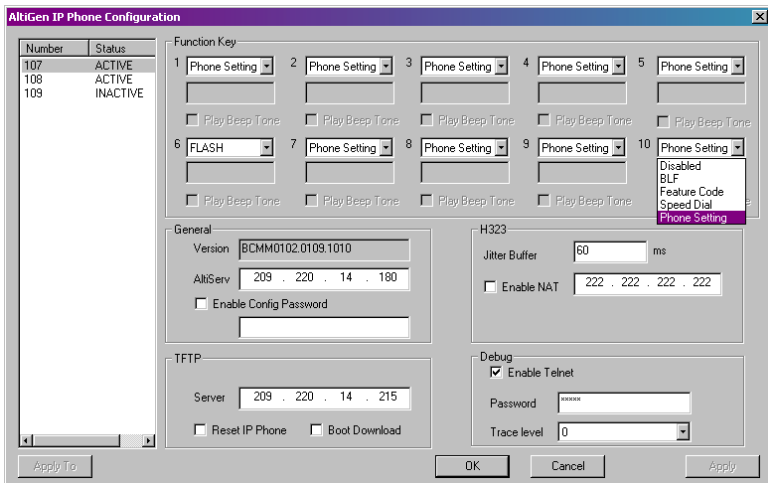 AltiGen IP Phone Configuration
Number Status
107 ACTIVE
108 ACTIVE
109 INACTIVE
Function Key
1 Phone Setting 2 Phone Setting 3 Phone Setting 4 Phone Setting 5 Phone Setting
Play Beep Tone Play Beep Tone Play Beep Tone Play Beep Tone Play Beep Tone
6 FLASH 7 Phone Setting 8 Phone Setting 9 Phone Setting 10 Phone Setting
Disabled
BLF
Feature Code
Speed Dial
Phone Setting
Play Beep Tone Play Beep Tone Play Beep Tone Play Beep Tone
General
Version BCMM0102.0109.1010
AltiServ 209 . 220 . 14 . 180
Enable Config Password
H323
Jitter Buffer 60 ms
Enable NAT 222 . 222 . 222 . 222
TFTP
Server 209 . 220 . 14 . 215
Reset IP Phone Boot Download
Debug
Enable Telnet
Password *****
Trace level 0
Apply To OK Cancel Apply